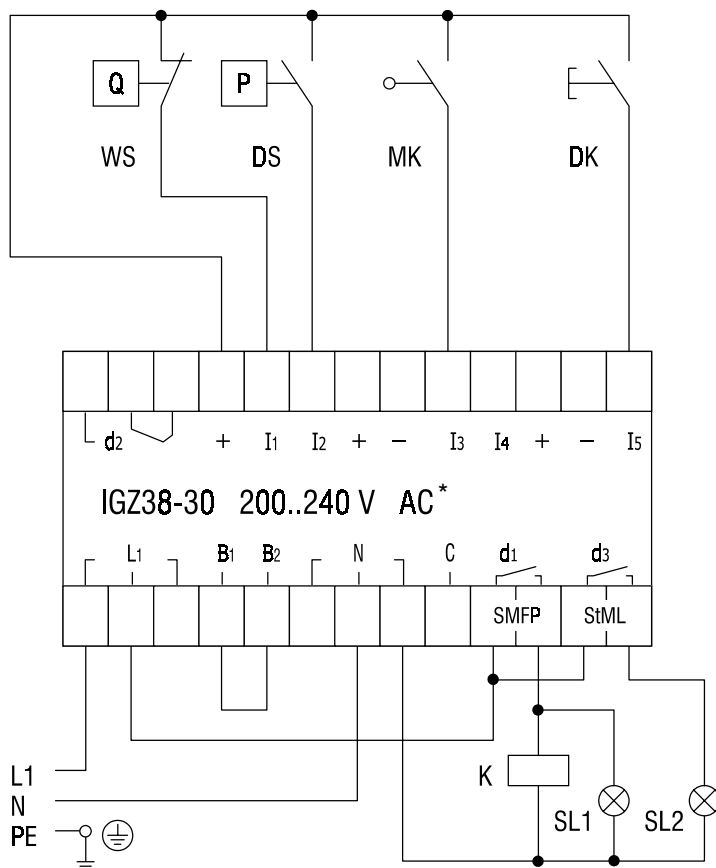 Q P
WS DS MK DK
d2 + I1 I2 + − I3 I4 + − I5
IGZ38-30 200..240 V AC*
L1 B1 B2 N C d1 d3
SMFP StML
L1
N
PE
K SL1 SL2